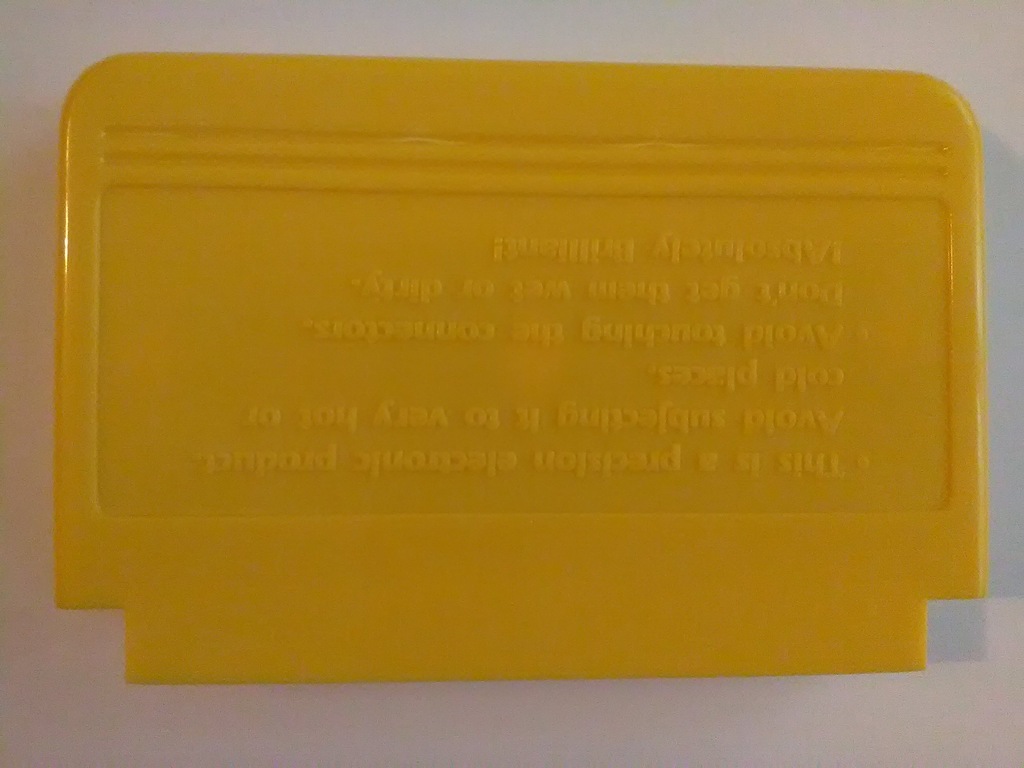 • This is a precision electronic product.
Avoid subjecting it to very hot or
cold places.
• Avoid touching the connectors.
Don't get them wet or dirty.
!Absolutely Brilliant!